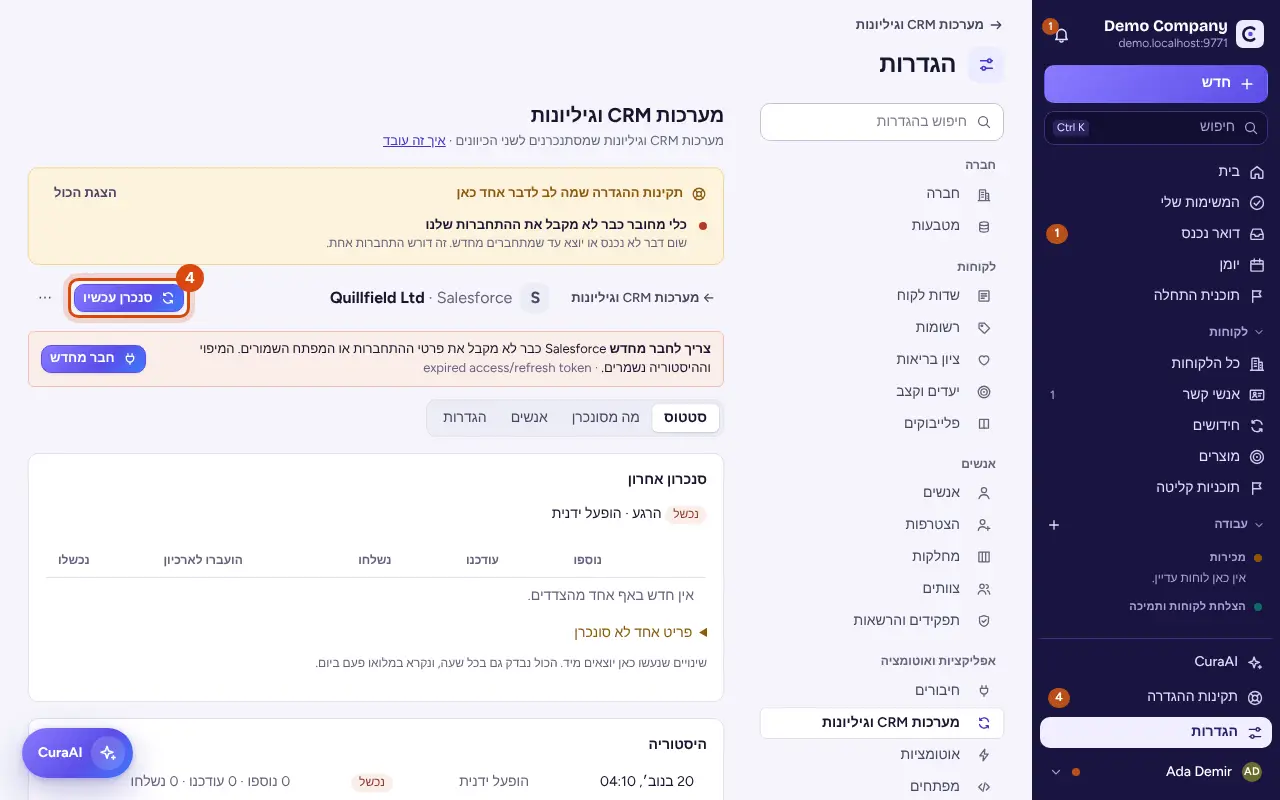 Demo Company
demo.localhost:9771
1
חדש
חיפוש
Ctrl K
בית
המשימות שלי
דואר נכנס
1
יומן
תוכנית התחלה
לקוחות
כל הלקוחות
אנשי קשר
1
חידושים
מוצרים
תוכניות קליטה
עבודה
מכירות
אין כאן לוחות עדיין.
הצלחת לקוחות ותמיכה
CuraAI
תקינות ההגדרה
4
הגדרות
Ada Demir
AD
מערכות CRM וגיליונות
הגדרות
חיפוש בהגדרות
חברה
חברה
מטבעות
לקוחות
שדות לקוח
רשומות
ציון בריאות
יעדים וקצב
פלייבוקים
אנשים
אנשים
הצטרפות
מחלקות
צוותים
תפקידים והרשאות
אפליקציות ואוטומציה
חיבורים
מערכות CRM וגיליונות
אוטומציות
מפתחים
מערכות CRM וגיליונות
מערכות CRM וגיליונות שמסתנכרנים לשני הכיוונים · איך זה עובד
תקינות ההגדרה שמה לב לדבר אחד כאן
הצגת הכול
כלי מחובר כבר לא מקבל את ההתחברות שלנו
שום דבר לא נכנס או יוצא עד שמתחברים מחדש. זה דורש התחברות אחת.
מערכות CRM וגיליונות
S
Quillfield Ltd · Salesforce
סנכרן עכשיו
4
צריך לחבר מחדש Salesforce כבר לא מקבל את פרטי ההתחברות או המפתח השמורים. המיפוי
וההיסטוריה נשמרים. · expired access/refresh token
חבר מחדש
סטטוס
מה מסונכרן
אנשים
הגדרות
סנכרון אחרון
נכשל הרגע · הופעל ידנית
נוספו
עודכנו
נשלחו
הועברו לארכיון
נכשלו
אין חדש באף אחד מהצדדים.
פריט אחד לא סונכרן
שינויים שנעשו כאן יוצאים מיד. הכול נבדק גם בכל שעה, ונקרא במלואו פעם ביום.
היסטוריה
20 בנוב׳, 04:10
הופעל ידנית
נכשל
0 נוספו · 0 עודכנו · 0 נשלחו
CuraAI